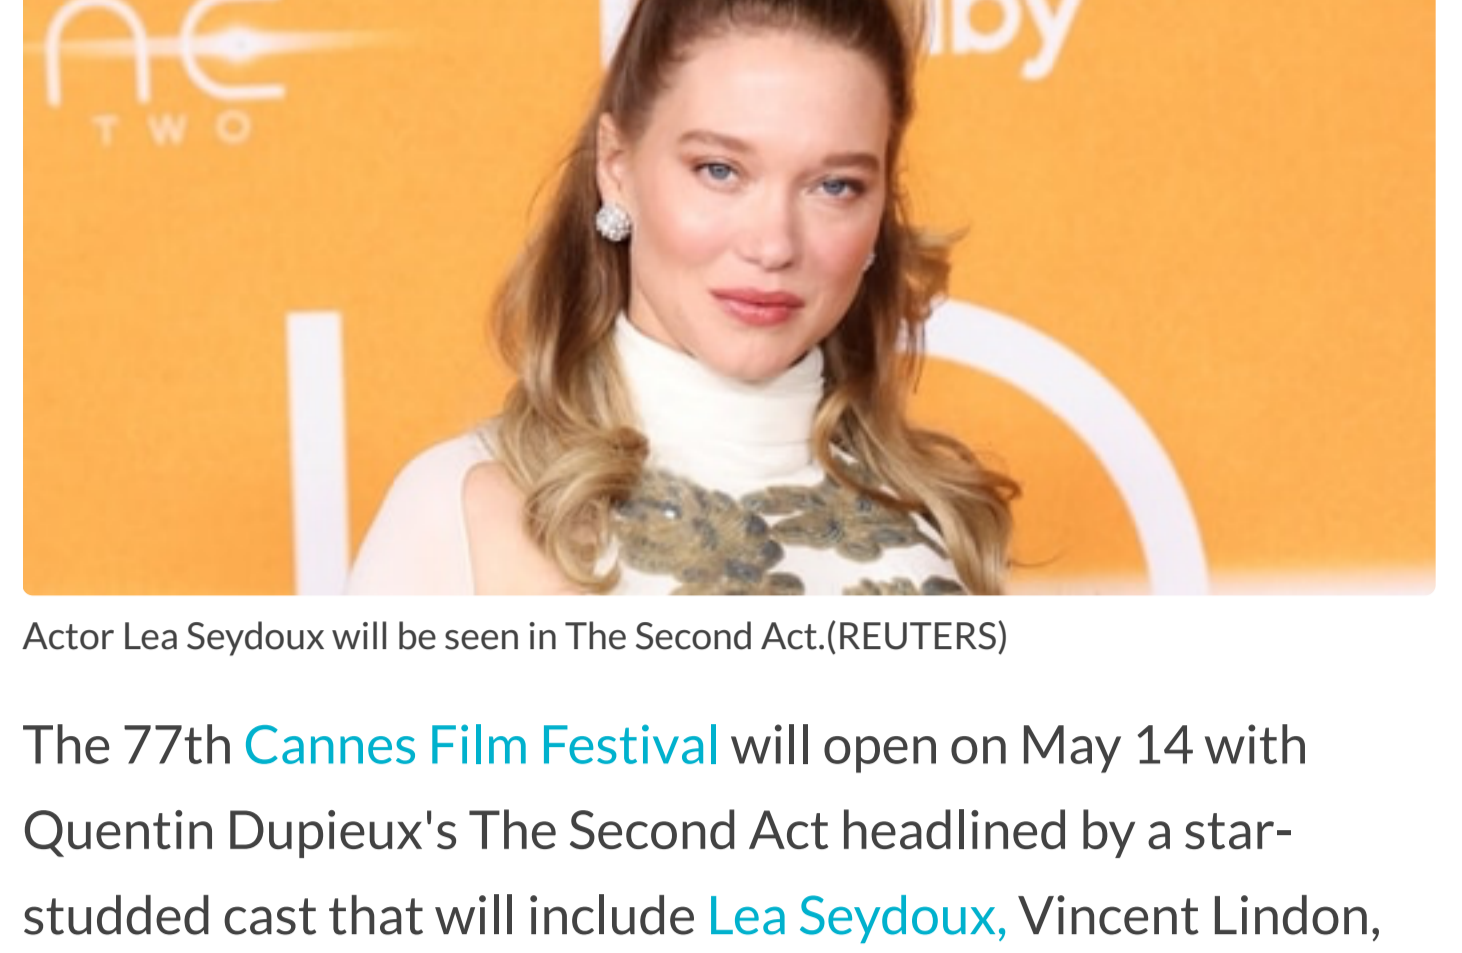 TWO
by
Actor Lea Seydoux will be seen in The Second Act.(REUTERS)
The 77th Cannes Film Festival will open on May 14 with
Quentin Dupieux's The Second Act headlined by a star-
studded cast that will include Lea Seydoux, Vincent Lindon,